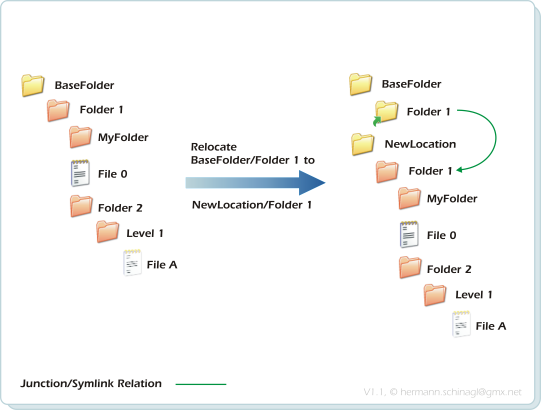 BaseFolder
Folder 1
MyFolder
File 0
Folder 2
Level 1
File A
Relocate
BaseFolder/Folder 1 to
NewLocation/Folder 1
BaseFolder
Folder 1
NewLocation
Folder 1
MyFolder
File 0
Folder 2
Level 1
File A
Junction/Symlink Relation
V1.1, © hermann.schinagl@gmx.net